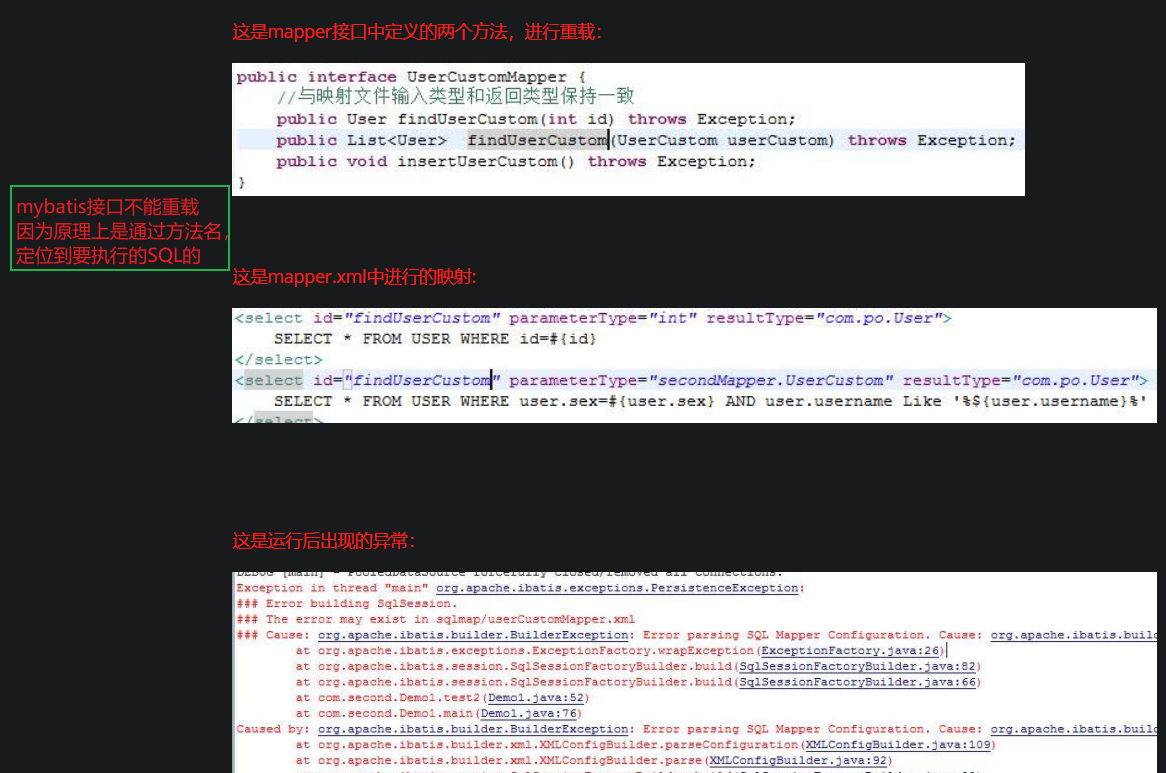 这是mapper接口中定义的两个方法，进行重载：
public interface UserCustomMapper {
//与映射文件输入类型和返回类型保持一致
public User findUserCustom(int id) throws Exception;
public List<User>  findUserCustom(UserCustom userCustom) throws Exception;
public void insertUserCustom() throws Exception;
}
mybatis接口不能重载
因为原理上是通过方法名，
定位到要执行的SQL的
这是mapper.xml中进行的映射:
<select id="findUserCustom" parameterType="int" resultType="com.po.User">
SELECT * FROM USER WHERE id=#{id}
</select>
<select id="findUserCustom" parameterType="secondMapper.UserCustom" resultType="com.po.User">
SELECT * FROM USER WHERE user.sex=#{user.sex} AND user.username Like '%${user.username}%'
</select>
这是运行后出现的异常：
DEBUG [main] - PooledDataSource forcefully closed/removed all connections.
Exception in thread "main" org.apache.ibatis.exceptions.PersistenceException:
### Error building SqlSession.
### The error may exist in sqlmap/userCustomMapper.xml
### Cause: org.apache.ibatis.builder.BuilderException: Error parsing SQL Mapper Configuration. Cause: org.apache.ibatis.builc
at org.apache.ibatis.exceptions.ExceptionFactory.wrapException(ExceptionFactory.java:26)
at org.apache.ibatis.session.SqlSessionFactoryBuilder.build(SqlSessionFactoryBuilder.java:82)
at org.apache.ibatis.session.SqlSessionFactoryBuilder.build(SqlSessionFactoryBuilder.java:66)
at com.second.Demo1.test2(Demo1.java:52)
at com.second.Demo1.main(Demo1.java:76)
Caused by: org.apache.ibatis.builder.BuilderException: Error parsing SQL Mapper Configuration. Cause: org.apache.ibatis.builc
at org.apache.ibatis.builder.xml.XMLConfigBuilder.parseConfiguration(XMLConfigBuilder.java:109)
at org.apache.ibatis.builder.xml.XMLConfigBuilder.parse(XMLConfigBuilder.java:92)